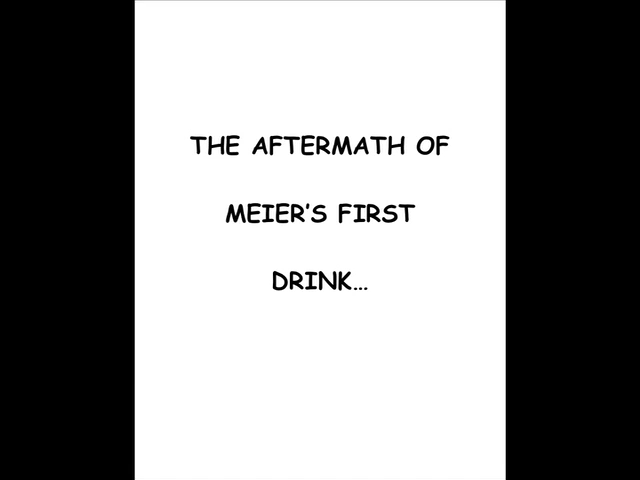 THE AFTERMATH OF
MEIER'S FIRST
DRINK…